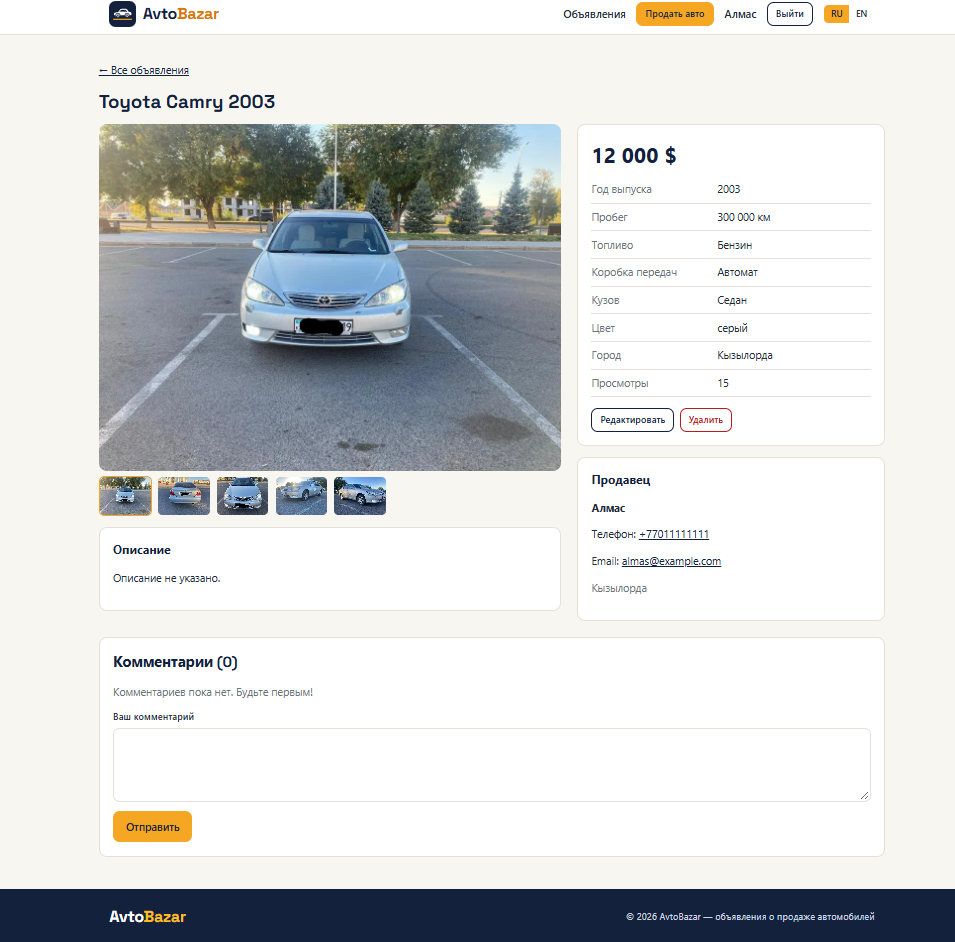 AvtoBazar
Объявления
Продать авто
Алмас
Выйти
RU
EN
← Все объявления
Toyota Camry 2003
12 000 $
Год выпуска 2003
Пробег 300 000 км
Топливо Бензин
Коробка передач Автомат
Кузов Седан
Цвет серый
Город Кызылорда
Просмотры 15
Редактировать
Удалить
Продавец
Алмас
Телефон: +77011111111
Email: almas@example.com
Кызылорда
Описание
Описание не указано.
Комментарии (0)
Комментариев пока нет. Будьте первым!
Ваш комментарий
Отправить
AvtoBazar
© 2026 AvtoBazar — объявления о продаже автомобилей